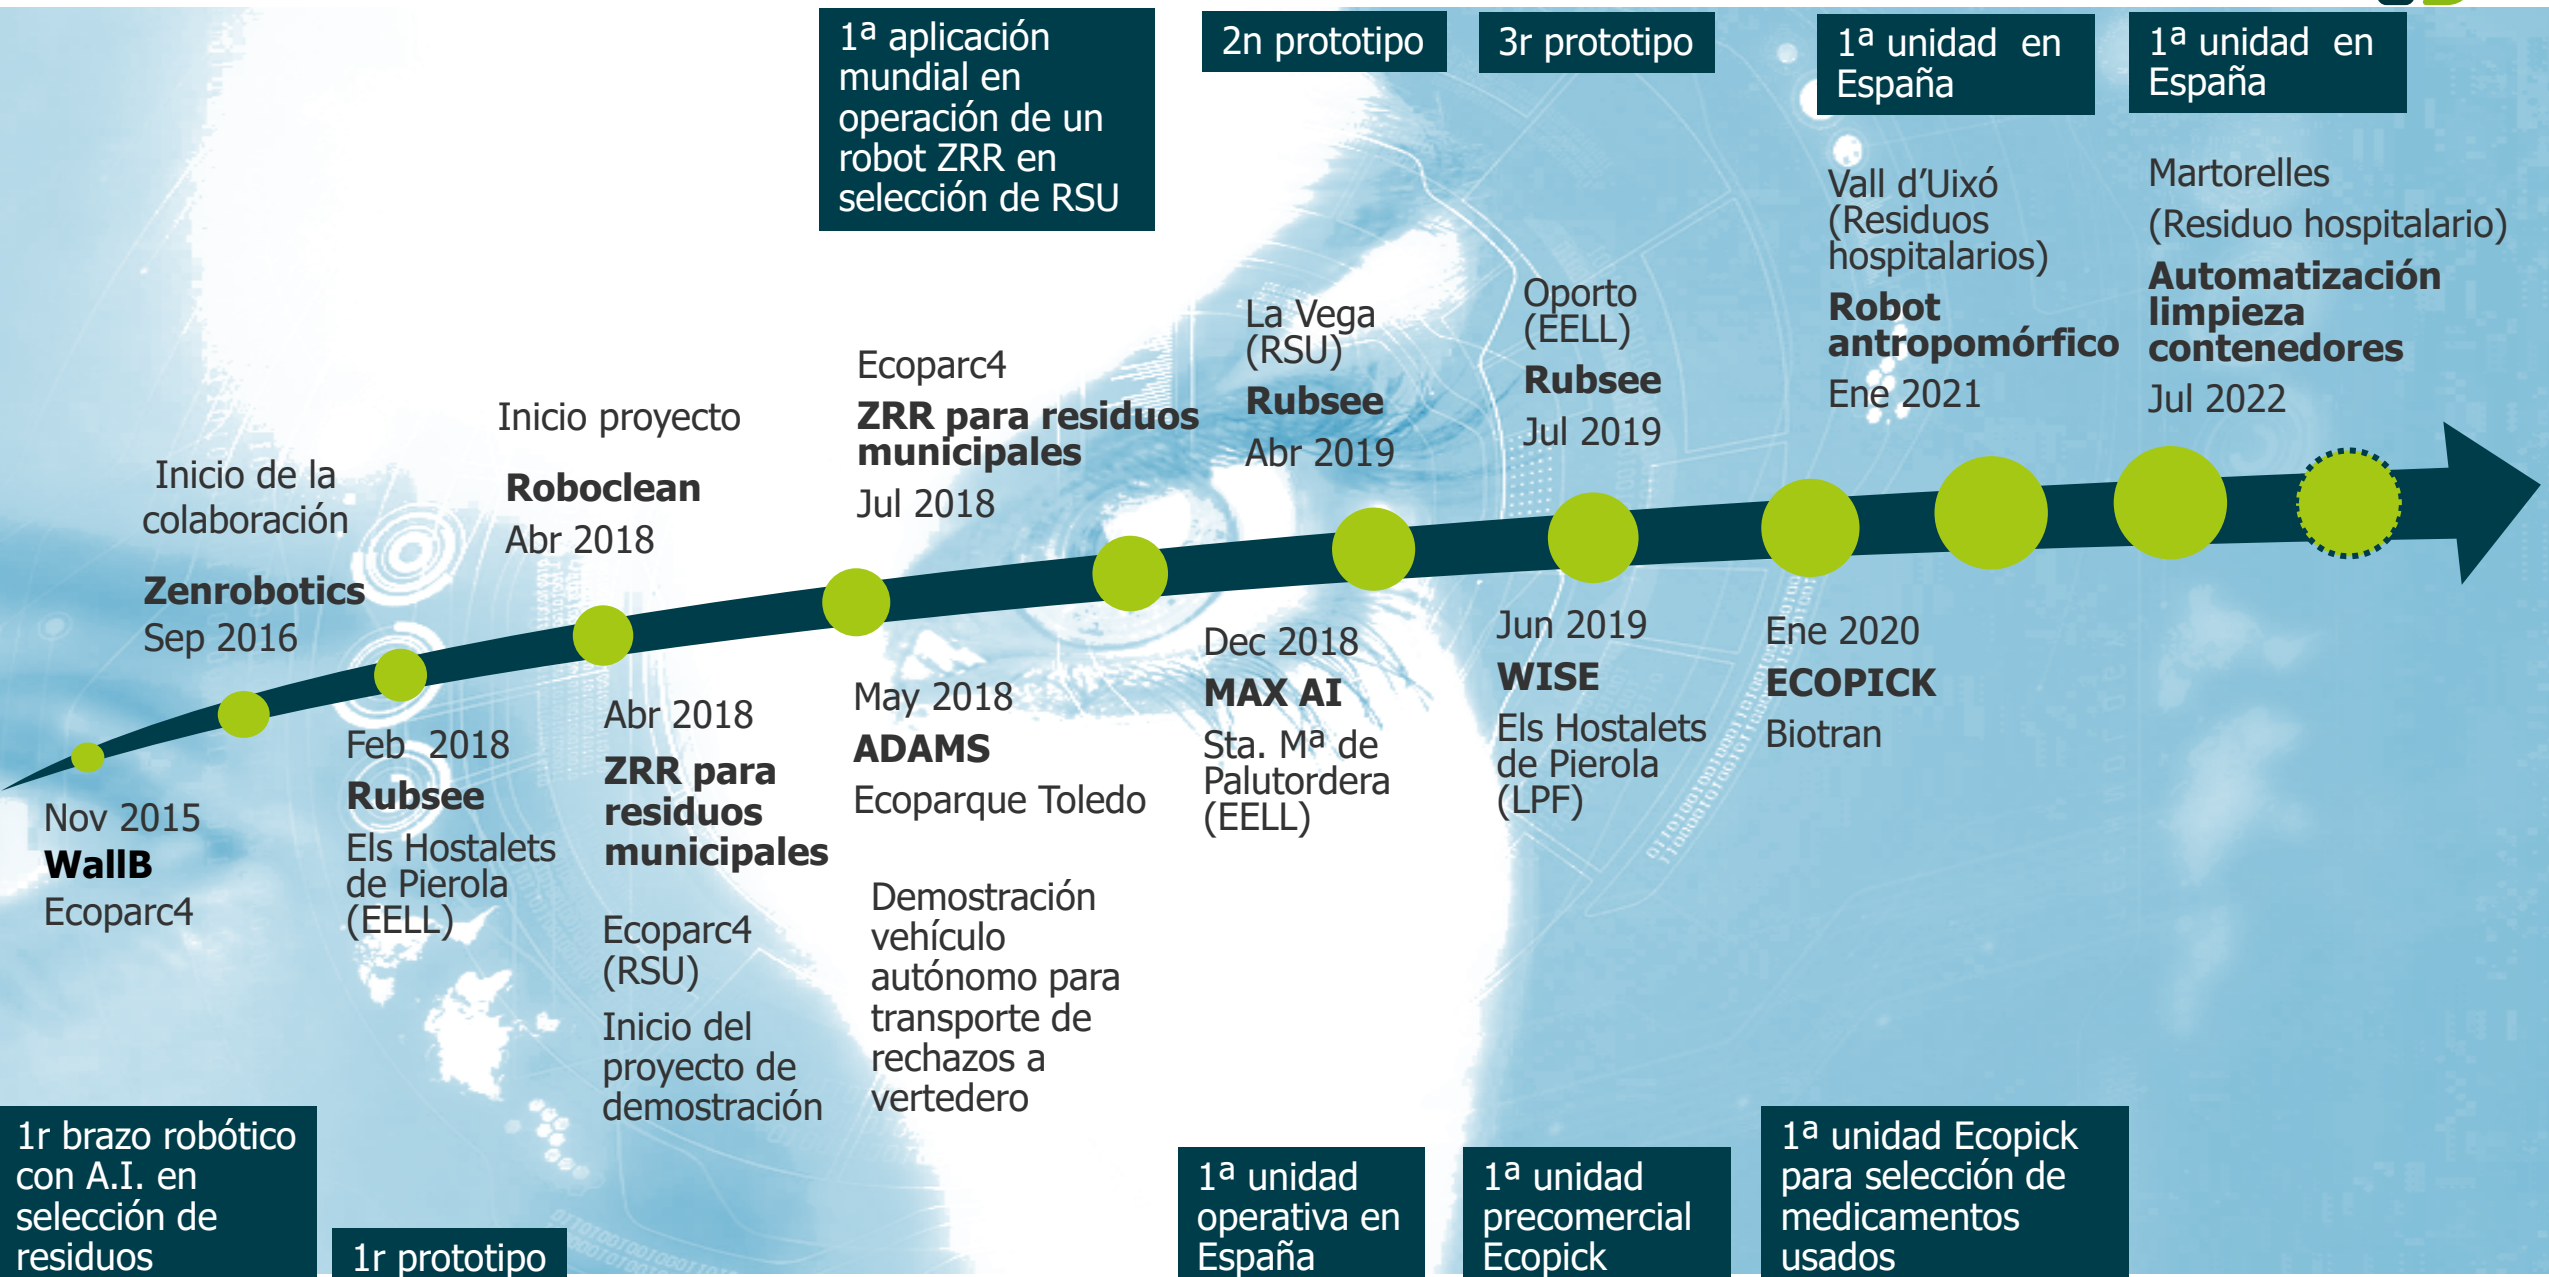 1ª aplicación
mundial en
operación de un
robot ZRR en
selección de RSU
2n prototipo
3r prototipo
1ª unidad en
España
1ª unidad en
España
Inicio de la
colaboración
Zenrobotics
Sep 2016
Inicio proyecto
Roboclean
Abr 2018
Ecoparc4
ZRR para residuos
municipales
Jul 2018
La Vega
(RSU)
Rubsee
Abr 2019
Oporto
(EELL)
Rubsee
Jul 2019
Vall d’Uixó
(Residuos
hospitalarios)
Robot
antropomórfico
Ene 2021
Martorelles
(Residuo hospitalario)
Automatización
limpieza
contenedores
Jul 2022
Nov 2015
WallB
Ecoparc4
Feb 2018
Rubsee
Els Hostalets
de Pierola
(EELL)
Abr 2018
ZRR para
residuos
municipales
Ecoparc4
(RSU)
Inicio del
proyecto de
demostración
May 2018
ADAMS
Ecoparque Toledo
Demostración
vehículo
autónomo para
transporte de
rechazos a
vertedero
Dec 2018
MAX AI
Sta. Mª de
Palutordera
(EELL)
Jun 2019
WISE
Els Hostalets
de Pierola
(LPF)
Ene 2020
ECOPICK
Biotran
1r brazo robótico
con A.I. en
selección de
residuos
1r prototipo
1ª unidad
operativa en
España
1ª unidad
precomercial
Ecopick
1ª unidad Ecopick
para selección de
medicamentos
usados